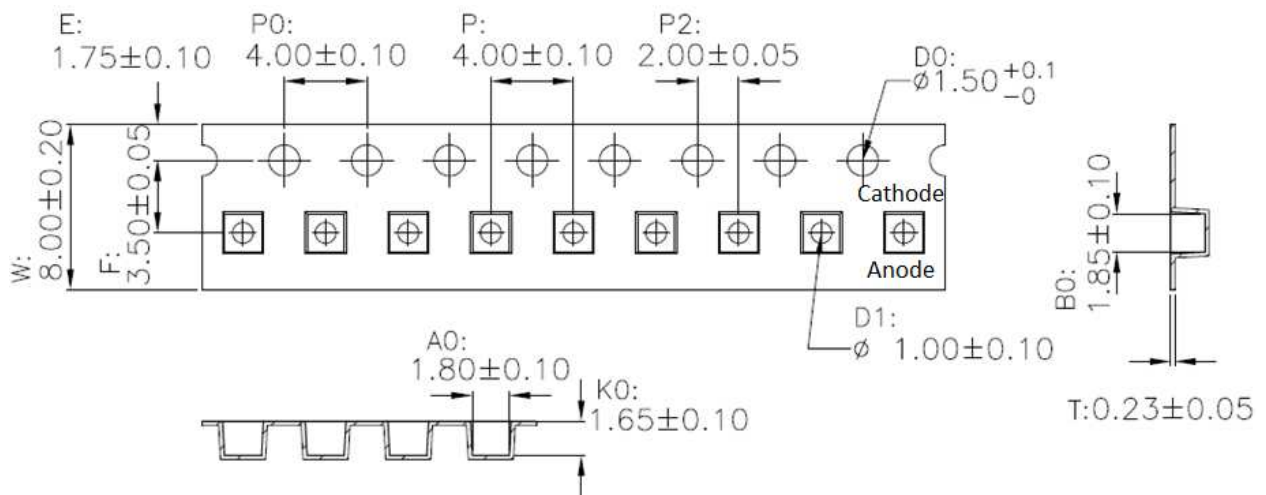 E:
1.75±0.10
P0:
4.00±0.10
P:
4.00±0.10
P2:
2.00±0.05
D0:
ø1.50 +0.1
-0
W:
8.00±0.20
F:
3.50±0.05
Cathode
Anode
B0:
1.85±0.10
D1:
ø 1.00±0.10
A0:
1.80±0.10
K0:
1.65±0.10
T:0.23±0.05